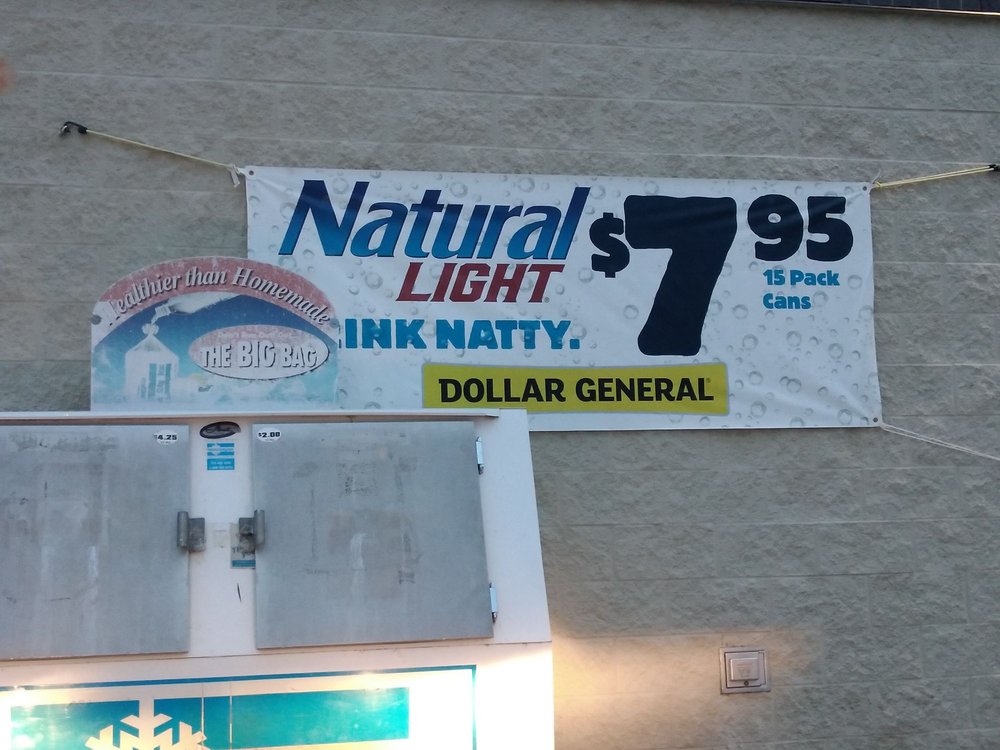 Natural
LIGHT
$7 95
15 Pack
Cans
INK NATTY.
DOLLAR GENERAL
Healthier than Homemade
THE BIG BAG
$4.25
$2.00